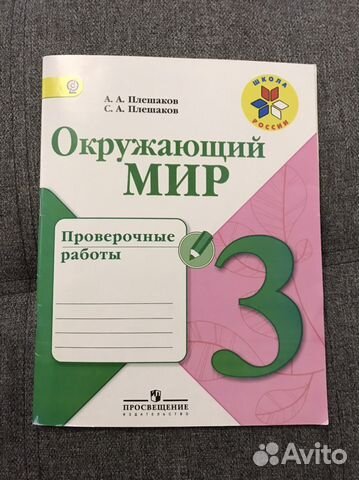 А. А. Плешаков
С. А. Плешаков
ШКОЛА РОССИИ
Окружающий
МИР
Проверочные
работы
3
ПРОСВЕЩЕНИЕ
ИЗДАТЕЛЬСТВО
Avito